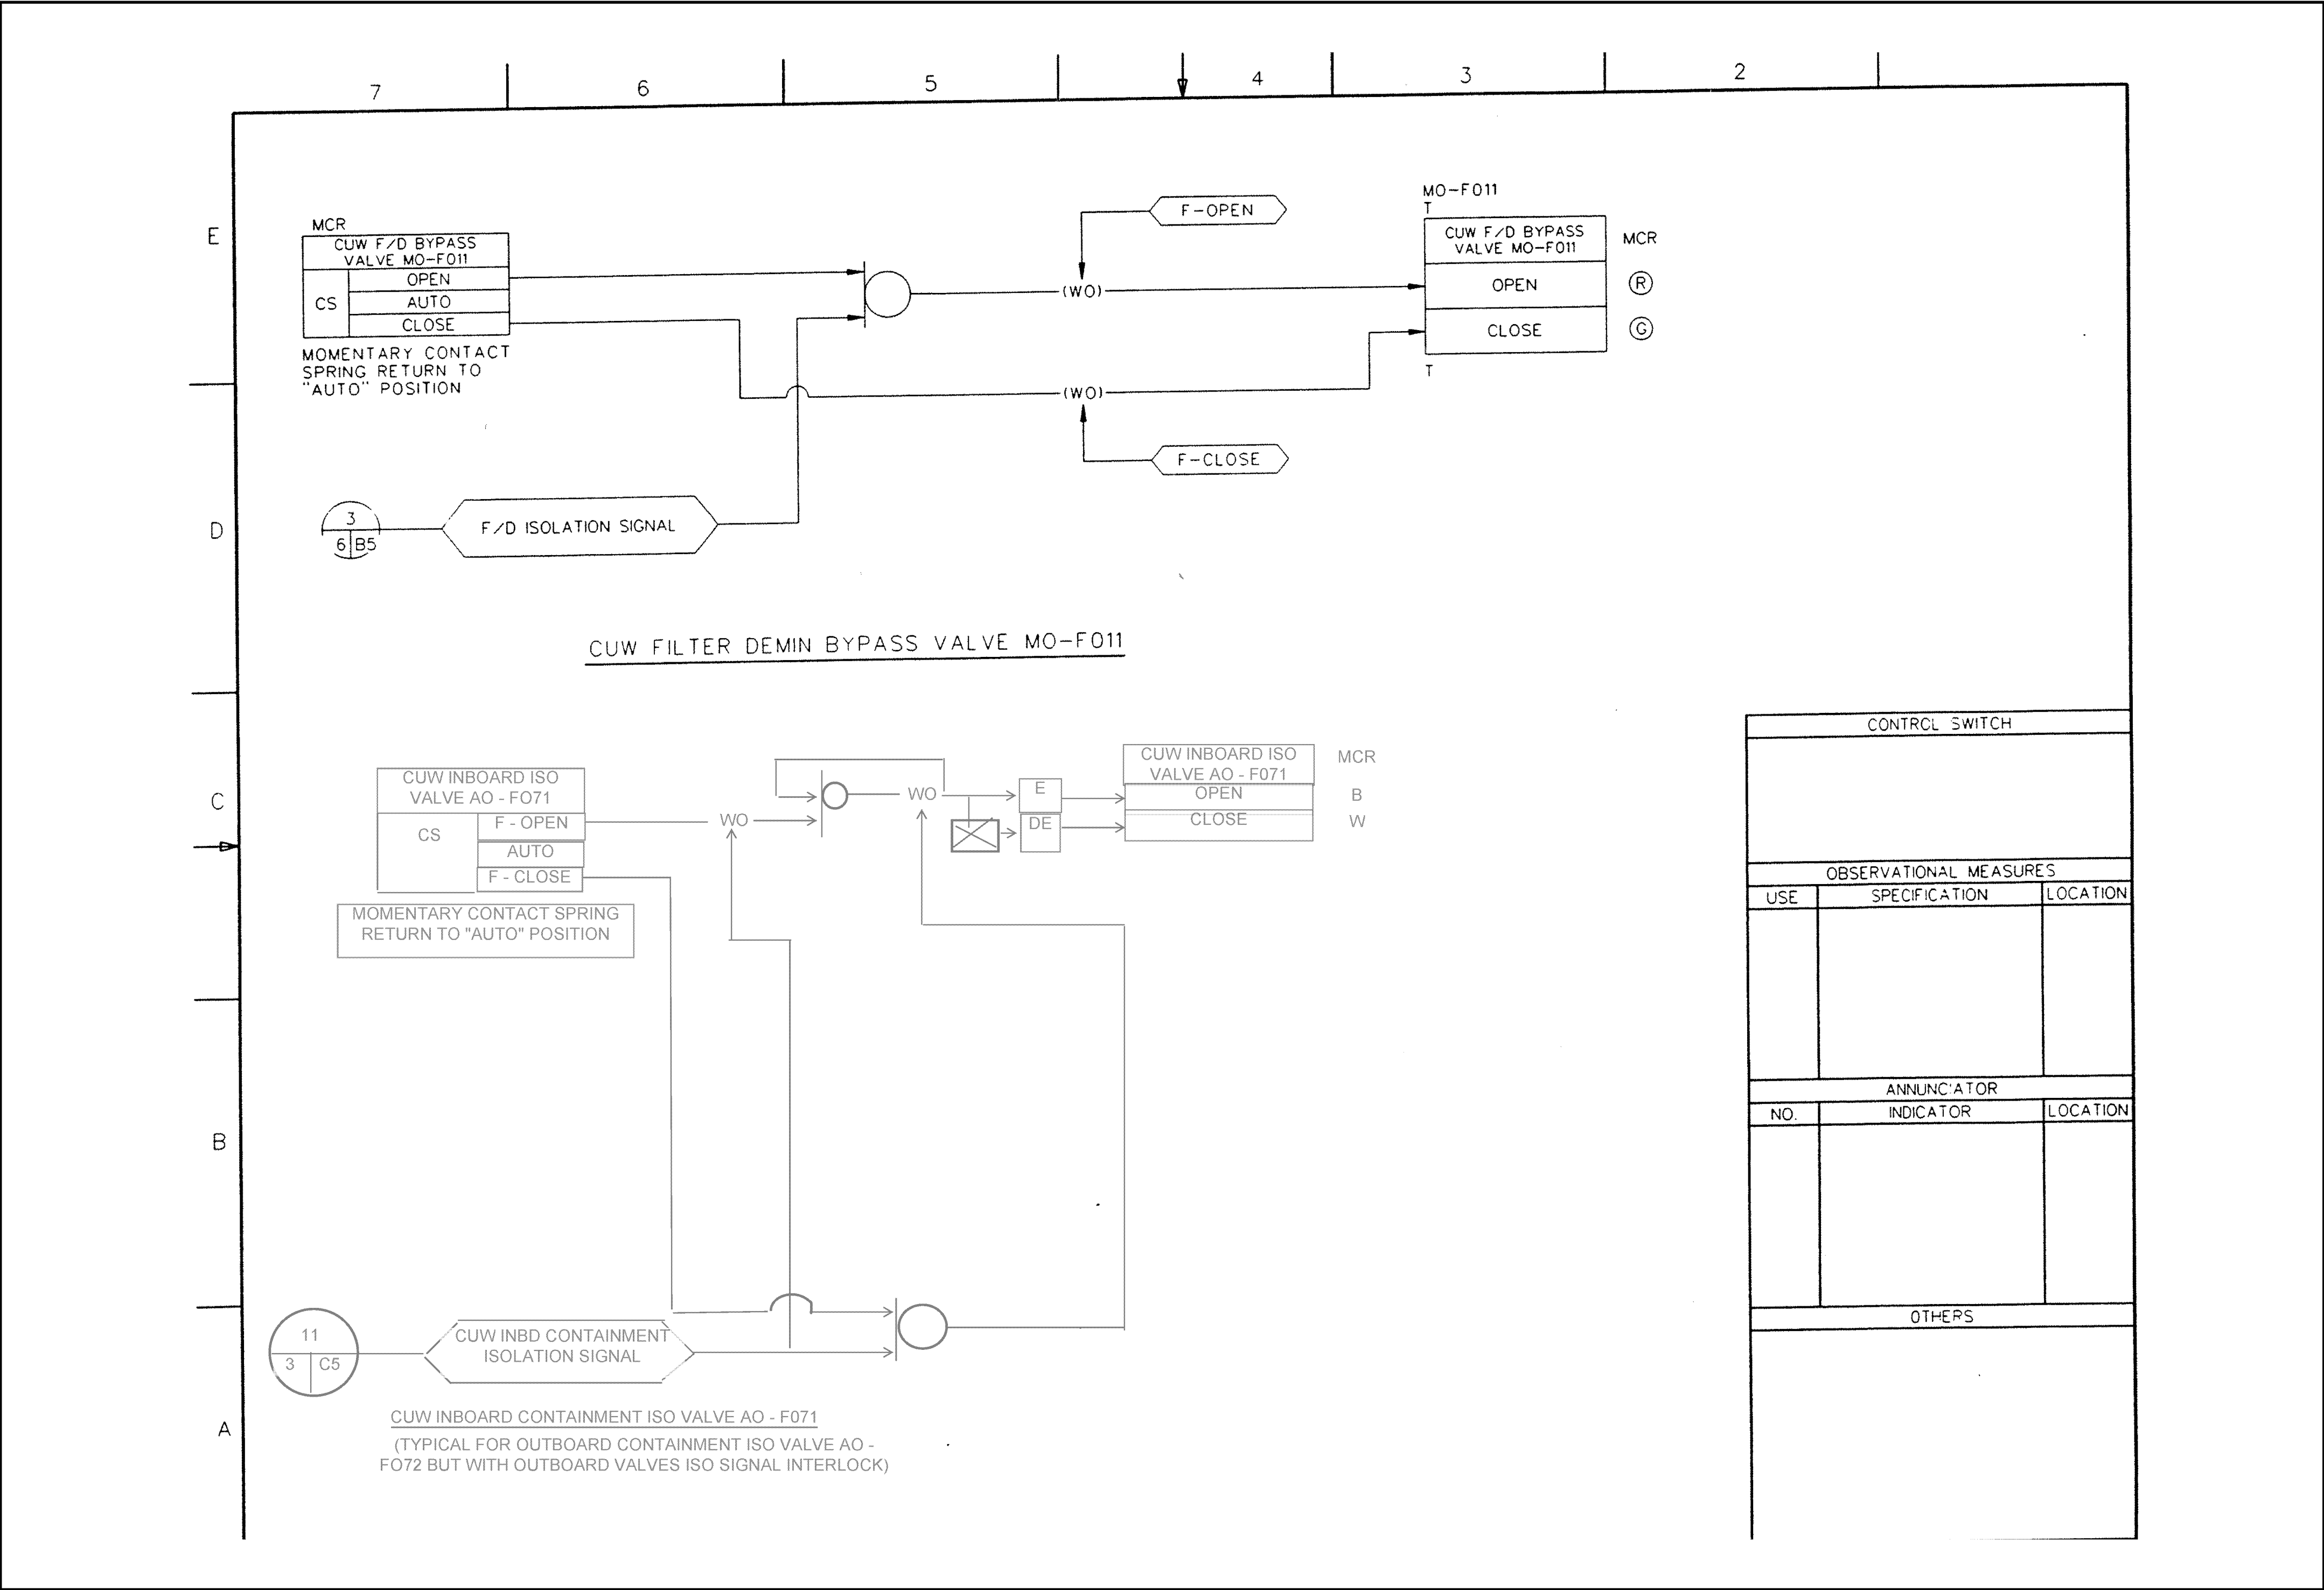 7 6 5 4 3 2
E
MCR
CUW F/D BYPASS
VALVE MO-F011
CS
OPEN
AUTO
CLOSE
MOMENTARY CONTACT
SPRING RETURN TO
"AUTO" POSITION
F-OPEN
(WO)
(WO)
F-CLOSE
MO-F011
T
CUW F/D BYPASS
VALVE MO-F011
MCR
OPEN
R
CLOSE
G
T
D
3
6 B5
F/D ISOLATION SIGNAL
CUW FILTER DEMIN BYPASS VALVE MO-F011
C
CUW INBOARD ISO
VALVE AO - FO71
CS
F - OPEN
AUTO
F - CLOSE
MOMENTARY CONTACT SPRING
RETURN TO "AUTO" POSITION
WO
WO
E
DE
CUW INBOARD ISO
VALVE AO - F071
MCR
OPEN
B
CLOSE
W
B
11
3 C5
CUW INBD CONTAINMENT
ISOLATION SIGNAL
A
CUW INBOARD CONTAINMENT ISO VALVE AO - F071
(TYPICAL FOR OUTBOARD CONTAINMENT ISO VALVE AO -
FO72 BUT WITH OUTBOARD VALVES ISO SIGNAL INTERLOCK)
CONTROL SWITCH
OBSERVATIONAL MEASURES
USE SPECIFICATION LOCATION
ANNUNCIATOR
NO. INDICATOR LOCATION
OTHERS